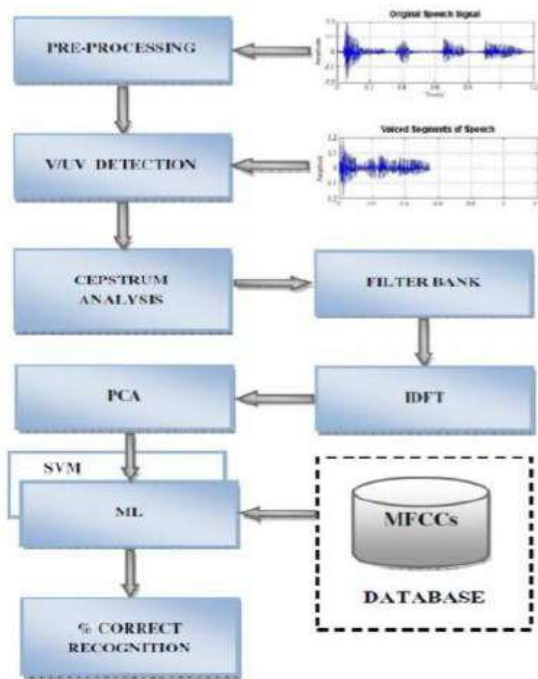 Original Speech Signal
PRE-PROCESSING
Voiced Segments of Speech
V/UV DETECTION
CEPSTRUM
ANALYSIS
FILTER BANK
PCA
IDFT
SVM
ML
MFCCs
DATABASE
% CORRECT
RECOGNITION